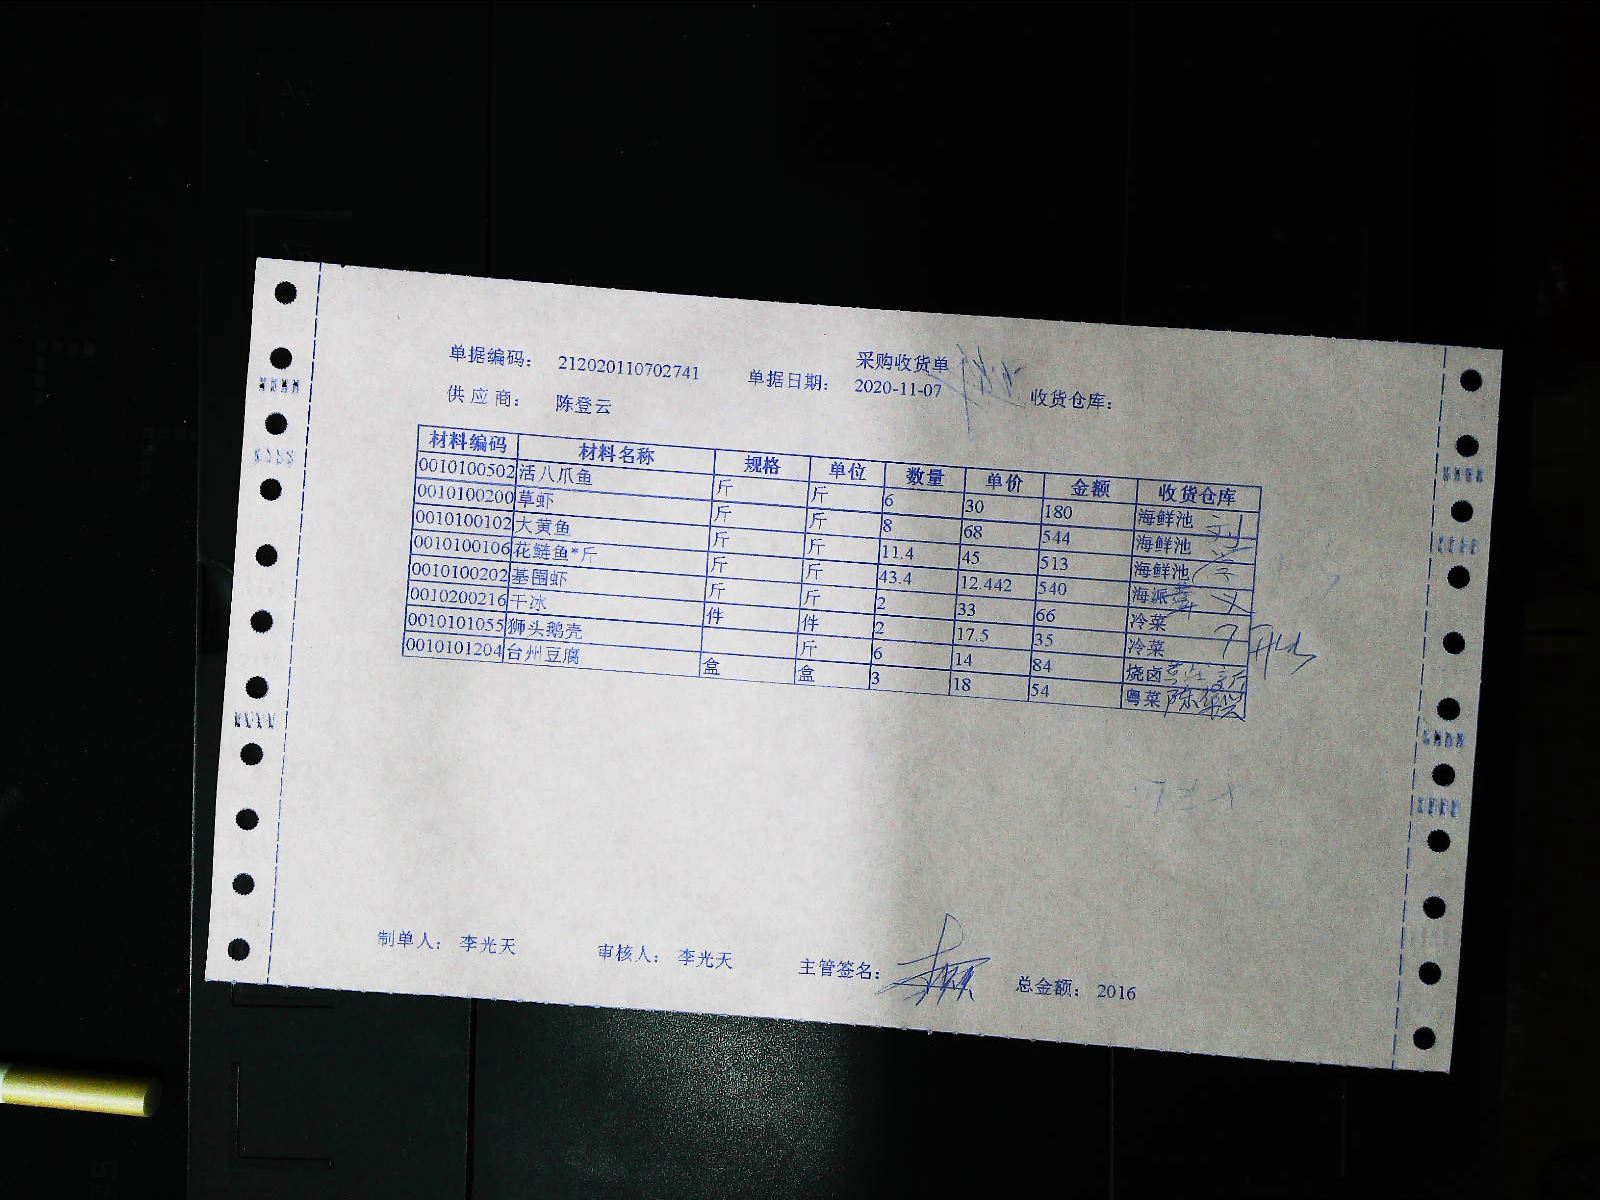 采购收货单
单据编码: 212020110702741 单据日期: 2020-11-07 收货仓库:
供应商: 陈登云
材料编码 材料名称 规格 单位 数量 单价 金额 收货仓库
0010100502 活八爪鱼 斤 斤 6 30 180 海鲜池
0010100200 草虾 斤 斤 8 68 544 海鲜池
0010100102 大黄鱼 斤 斤 11.4 45 513 海鲜池
0010100106 花鲢鱼*斤 斤 斤 43.4 12.442 540 海派
0010100202 基围虾 斤 斤 2 33 66 冷菜
0010200216 干冰 件 件 2 17.5 35 冷菜
0010101055 狮头鹅壳 斤 6 14 84 烧卤
0010101204 台州豆腐 盒 盒 3 18 54 粤菜
制单人: 李光天 审核人: 李光天 主管签名: 总金额: 2016